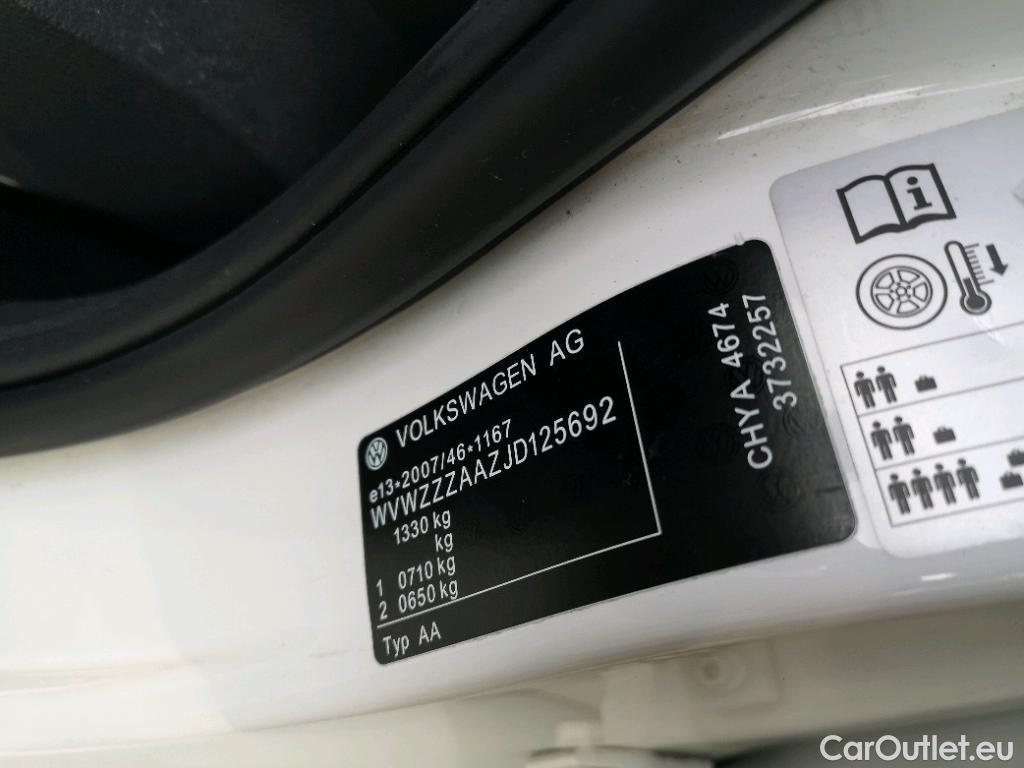 VOLKSWAGEN AG
e13*2007/46*1167
WVWZZZAAZJD125692
1330 kg
kg
1 0710 kg
2 0650 kg
Typ AA
CHYA 4674
3732257
i
CarOutlet.eu